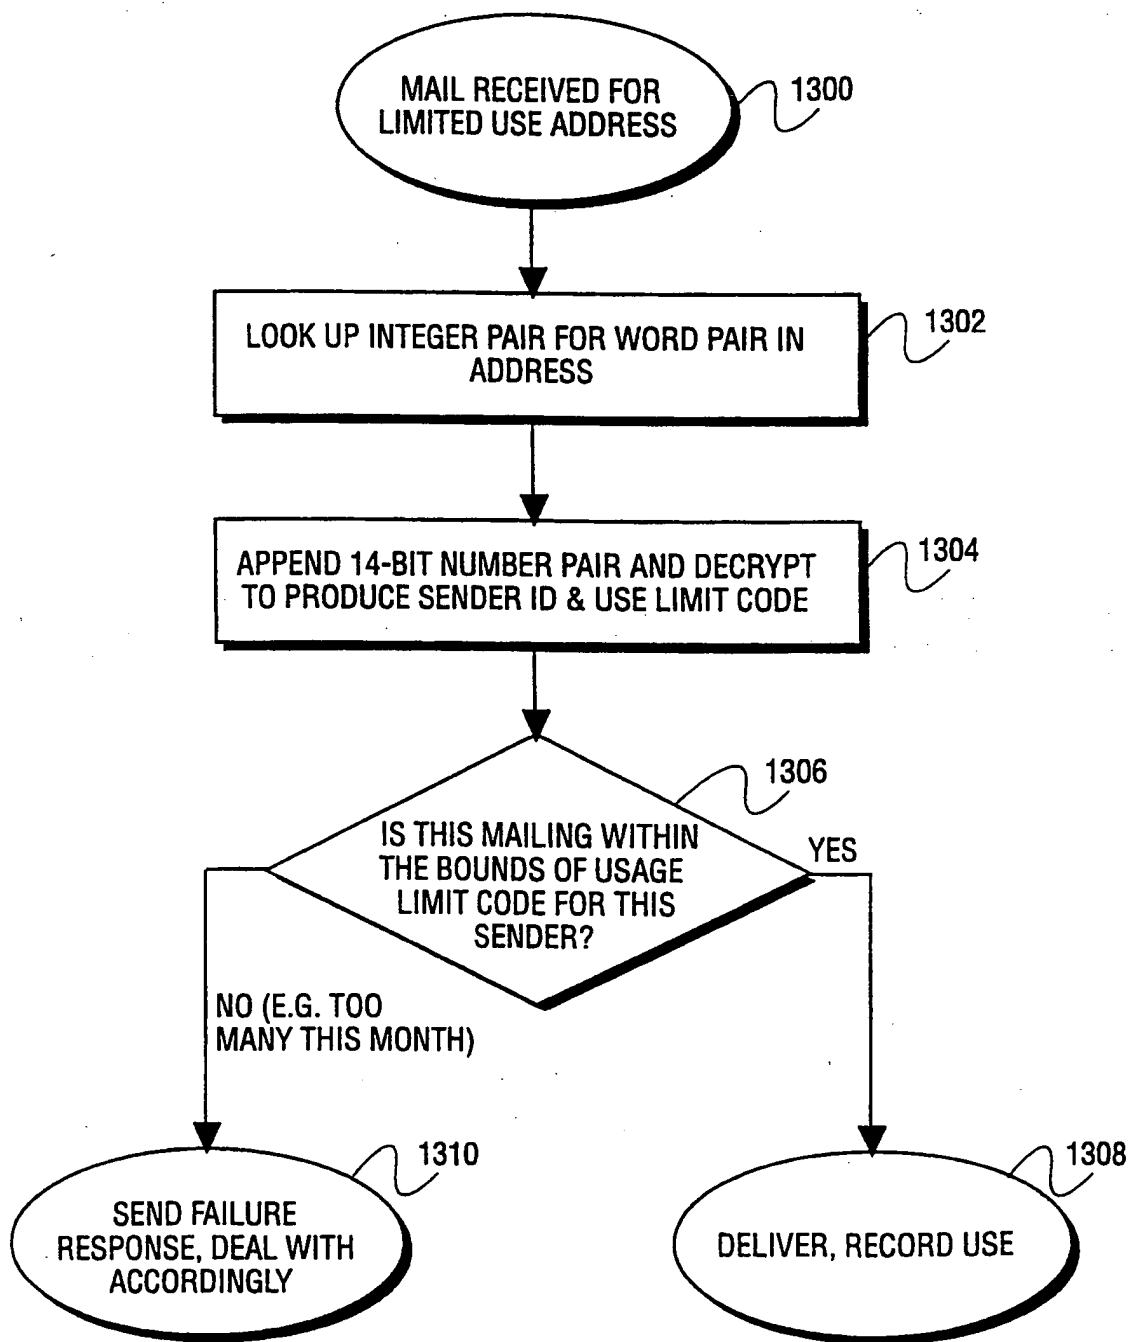 MAIL RECEIVED FOR
LIMITED USE ADDRESS
1300
LOOK UP INTEGER PAIR FOR WORD PAIR IN
ADDRESS
1302
APPEND 14-BIT NUMBER PAIR AND DECRYPT
TO PRODUCE SENDER ID & USE LIMIT CODE
1304
1306
IS THIS MAILING WITHIN
THE BOUNDS OF USAGE
LIMIT CODE FOR THIS
SENDER?
YES
NO (E.G. TOO
MANY THIS MONTH)
1310
SEND FAILURE
RESPONSE, DEAL WITH
ACCORDINGLY
1308
DELIVER, RECORD USE